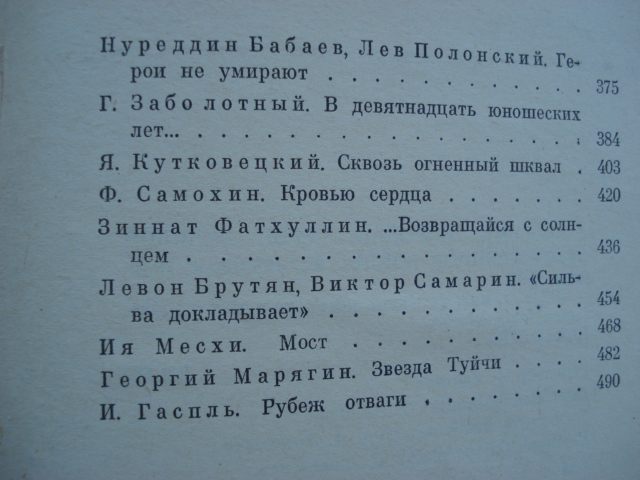 Нуреддин Бабаев, Лев Полонский. Ге-
рои не умирают . . . . . . . . . . . 375
Г. Заболотный. В девятнадцать юношеских
лет... . . . . . . . . . . . . . . . . 384
Я. Кутковецкий. Сквозь огненный шквал . 403
Ф. Самохин. Кровью сердца . . . . . . . 420
Зиннат Фатхуллин. ...Возвращайся с солн-
цем . . . . . . . . . . . . . . . . 436
Левон Брутян, Виктор Самарин. «Силь-
ва докладывает» . . . . . . . . . . . 454
Ия Месхи. Мост . . . . . . . . . . . 468
Георгий Марягин. Звезда Туйчи . . . . 482
И. Гаспль. Рубеж отваги . . . . . . . . 490